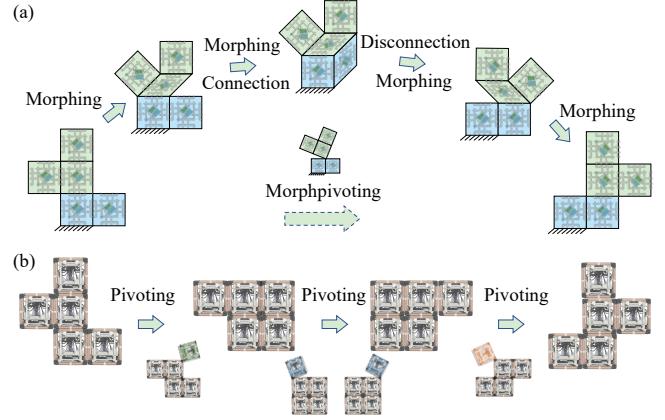 (a)
Morphing
Morphing
Connection
Disconnection
Morphing
Morphing
Morphpivoting
(b)
Pivoting
Pivoting
Pivoting